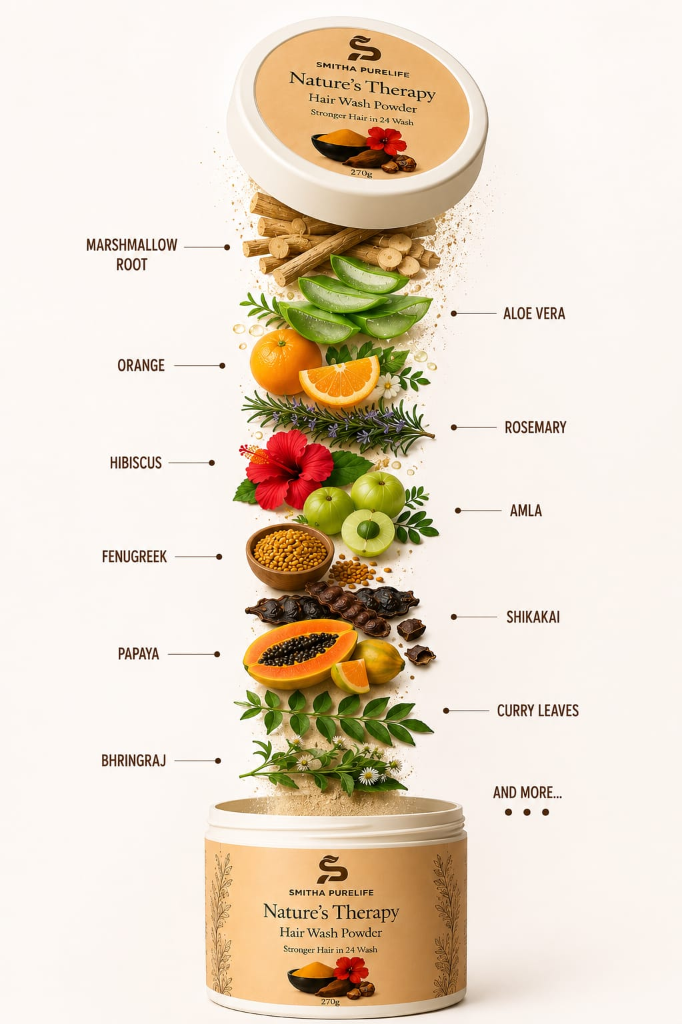 SMITHA PURELIFE
Nature's Therapy
Hair Wash Powder
Stronger Hair in 24 Wash
270g
MARSHMALLOW
ROOT
ALOE VERA
ORANGE
ROSEMARY
HIBISCUS
AMLA
FENUGREEK
SHIKAKAI
PAPAYA
CURRY LEAVES
BHRINGRAJ
AND MORE...
SMITHA PURELIFE
Nature's Therapy
Hair Wash Powder
Stronger Hair in 24 Wash
270g